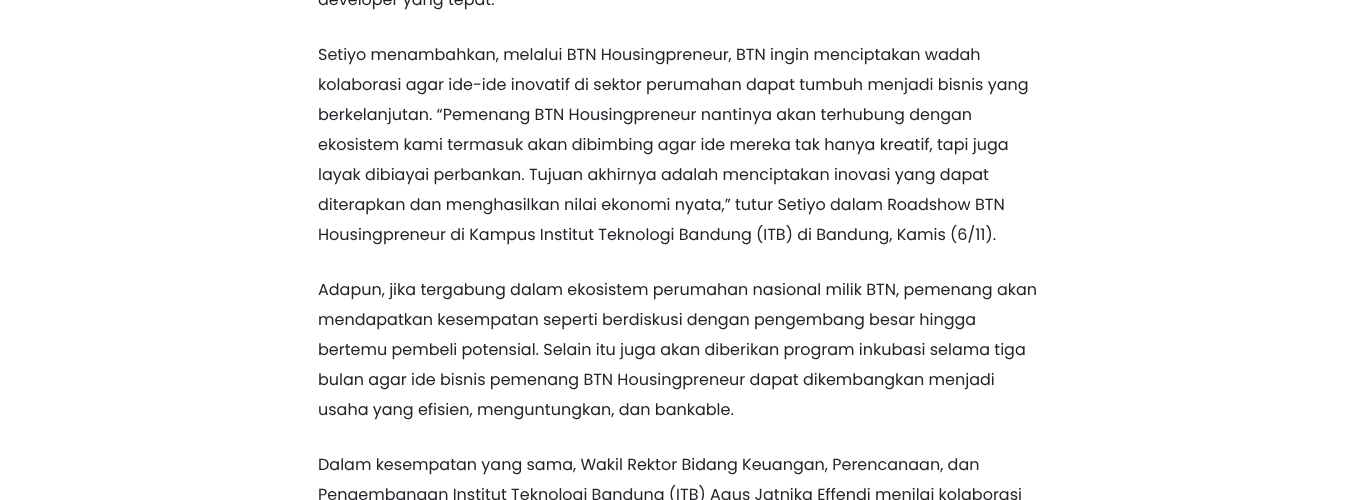 developer yang tepat.
Setiyo menambahkan, melalui BTN Housingpreneur, BTN ingin menciptakan wadah
kolaborasi agar ide-ide inovatif di sektor perumahan dapat tumbuh menjadi bisnis yang
berkelanjutan. “Pemenang BTN Housingpreneur nantinya akan terhubung dengan
ekosistem kami termasuk akan dibimbing agar ide mereka tak hanya kreatif, tapi juga
layak dibiayai perbankan. Tujuan akhirnya adalah menciptakan inovasi yang dapat
diterapkan dan menghasilkan nilai ekonomi nyata,” tutur Setiyo dalam Roadshow BTN
Housingpreneur di Kampus Institut Teknologi Bandung (ITB) di Bandung, Kamis (6/11).
Adapun, jika tergabung dalam ekosistem perumahan nasional milik BTN, pemenang akan
mendapatkan kesempatan seperti berdiskusi dengan pengembang besar hingga
bertemu pembeli potensial. Selain itu juga akan diberikan program inkubasi selama tiga
bulan agar ide bisnis pemenang BTN Housingpreneur dapat dikembangkan menjadi
usaha yang efisien, menguntungkan, dan bankable.
Dalam kesempatan yang sama, Wakil Rektor Bidang Keuangan, Perencanaan, dan
Pengembangan Institut Teknologi Bandung (ITB) Agus Jatnika Effendi menilai kolaborasi